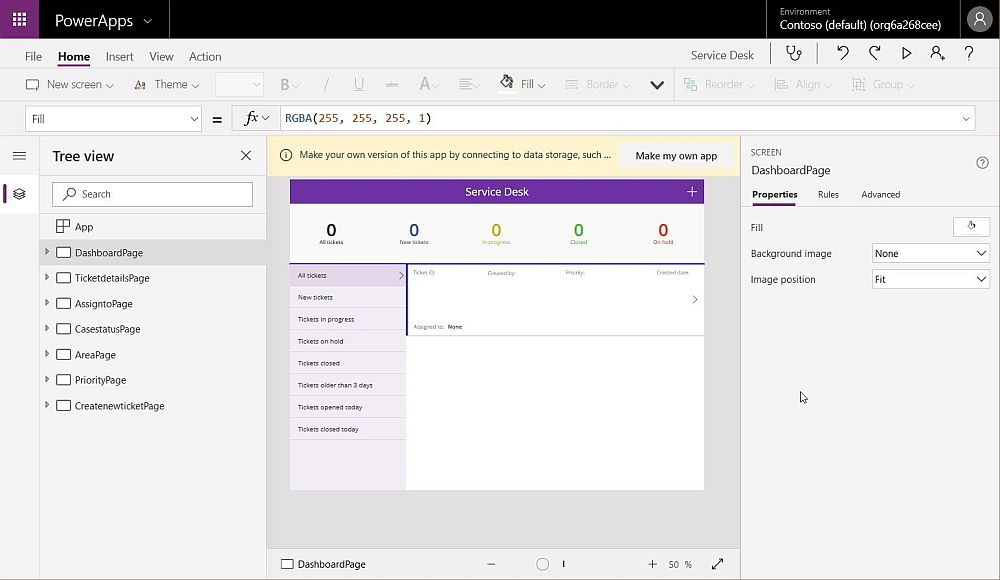 PowerApps
Environment
Contoso (default) (org6a268cee)
File Home Insert View Action
Service Desk
New screen Theme B / U abc A Fill Border Reorder Align Group
Fill = fx RGBA(255, 255, 255, 1)
Tree view
Search
App
DashboardPage
TicketdetailsPage
AssigntoPage
CasestatusPage
AreaPage
PriorityPage
CreatenewticketPage
Make your own version of this app by connecting to data storage, such ... Make my own app
Service Desk +
0 0 0 0 0
All tickets New tickets In progress Closed On hold
All tickets
New tickets
Tickets in progress
Tickets on hold
Tickets closed
Tickets older than 3 days
Tickets opened today
Tickets closed today
Ticket ID: Created by: Priority: Created date:
Assigned to: None
DashboardPage
50 %
SCREEN
DashboardPage
Properties Rules Advanced
Fill
Background image None
Image position Fit